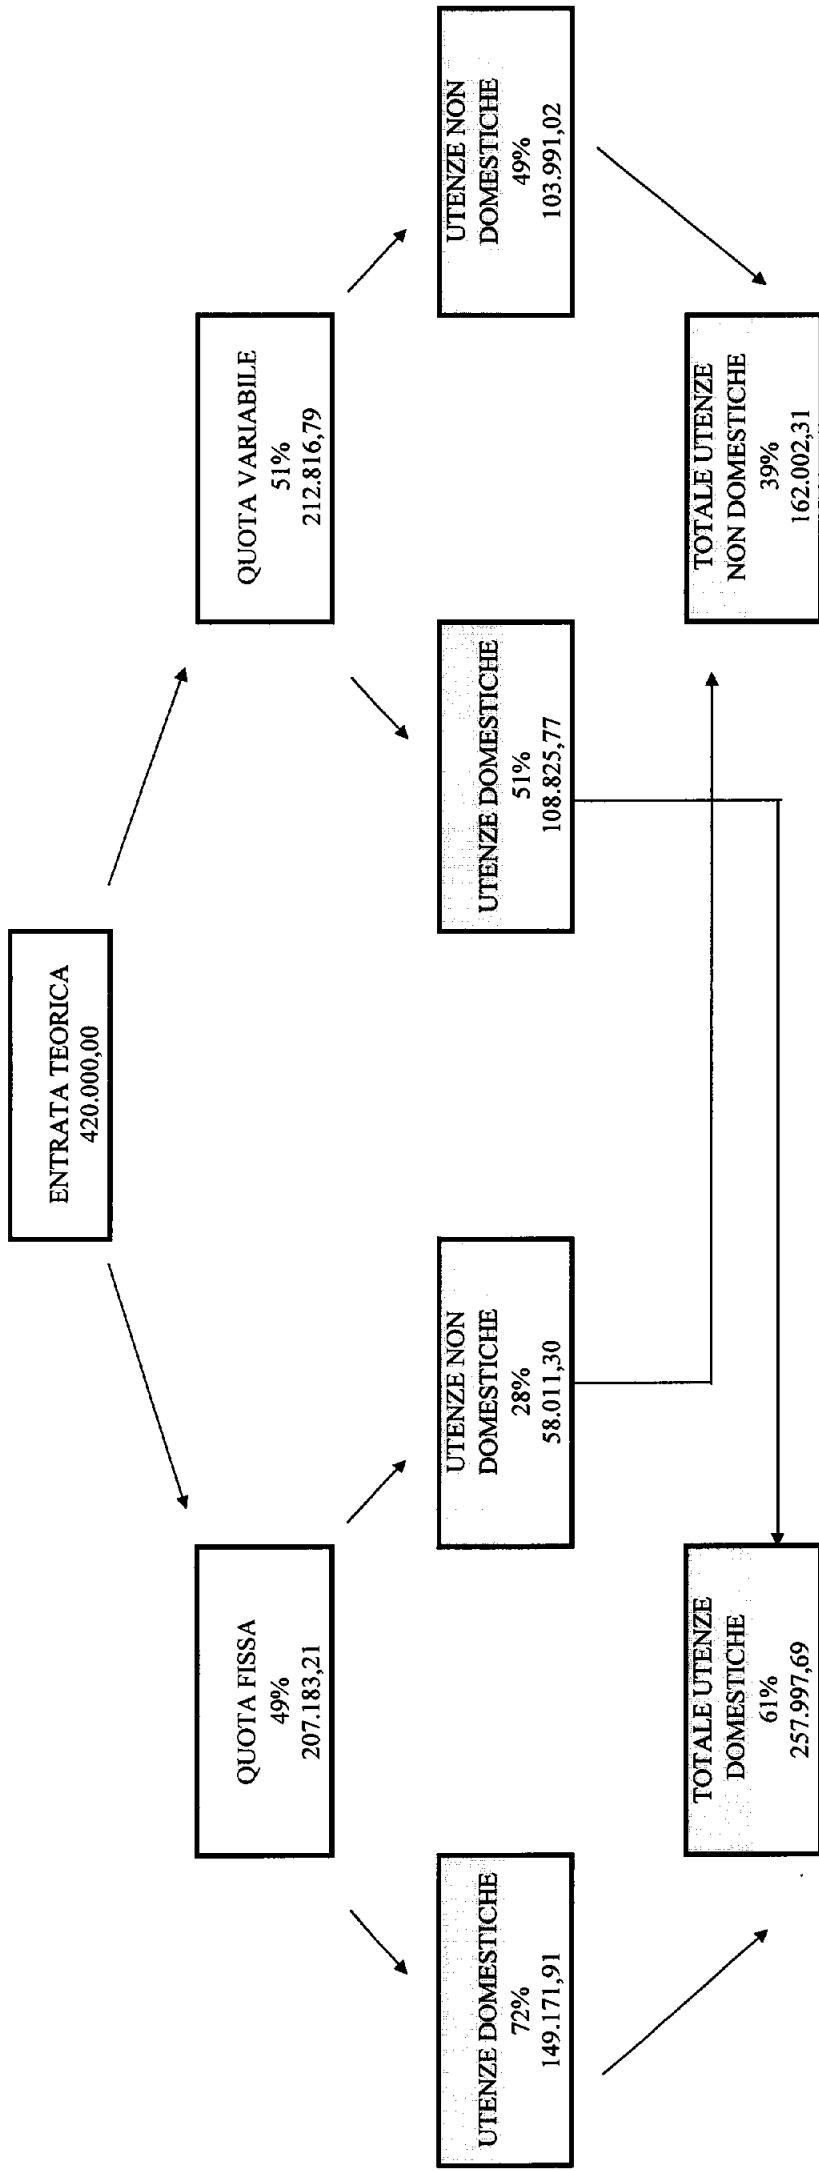 ENTRATA TEORICA
420.000,00
QUOTA FISSA
49%
207.183,21
QUOTA VARIABILE
51%
212.816,79
UTENZE DOMESTICHE
72%
149.171,91
UTENZE NON
DOMESTICHE
28%
58.011,30
UTENZE DOMESTICHE
51%
108.825,77
UTENZE NON
DOMESTICHE
49%
103.991,02
TOTALE UTENZE
DOMESTICHE
61%
257.997,69
TOTALE UTENZE
NON DOMESTICHE
39%
162.002,31